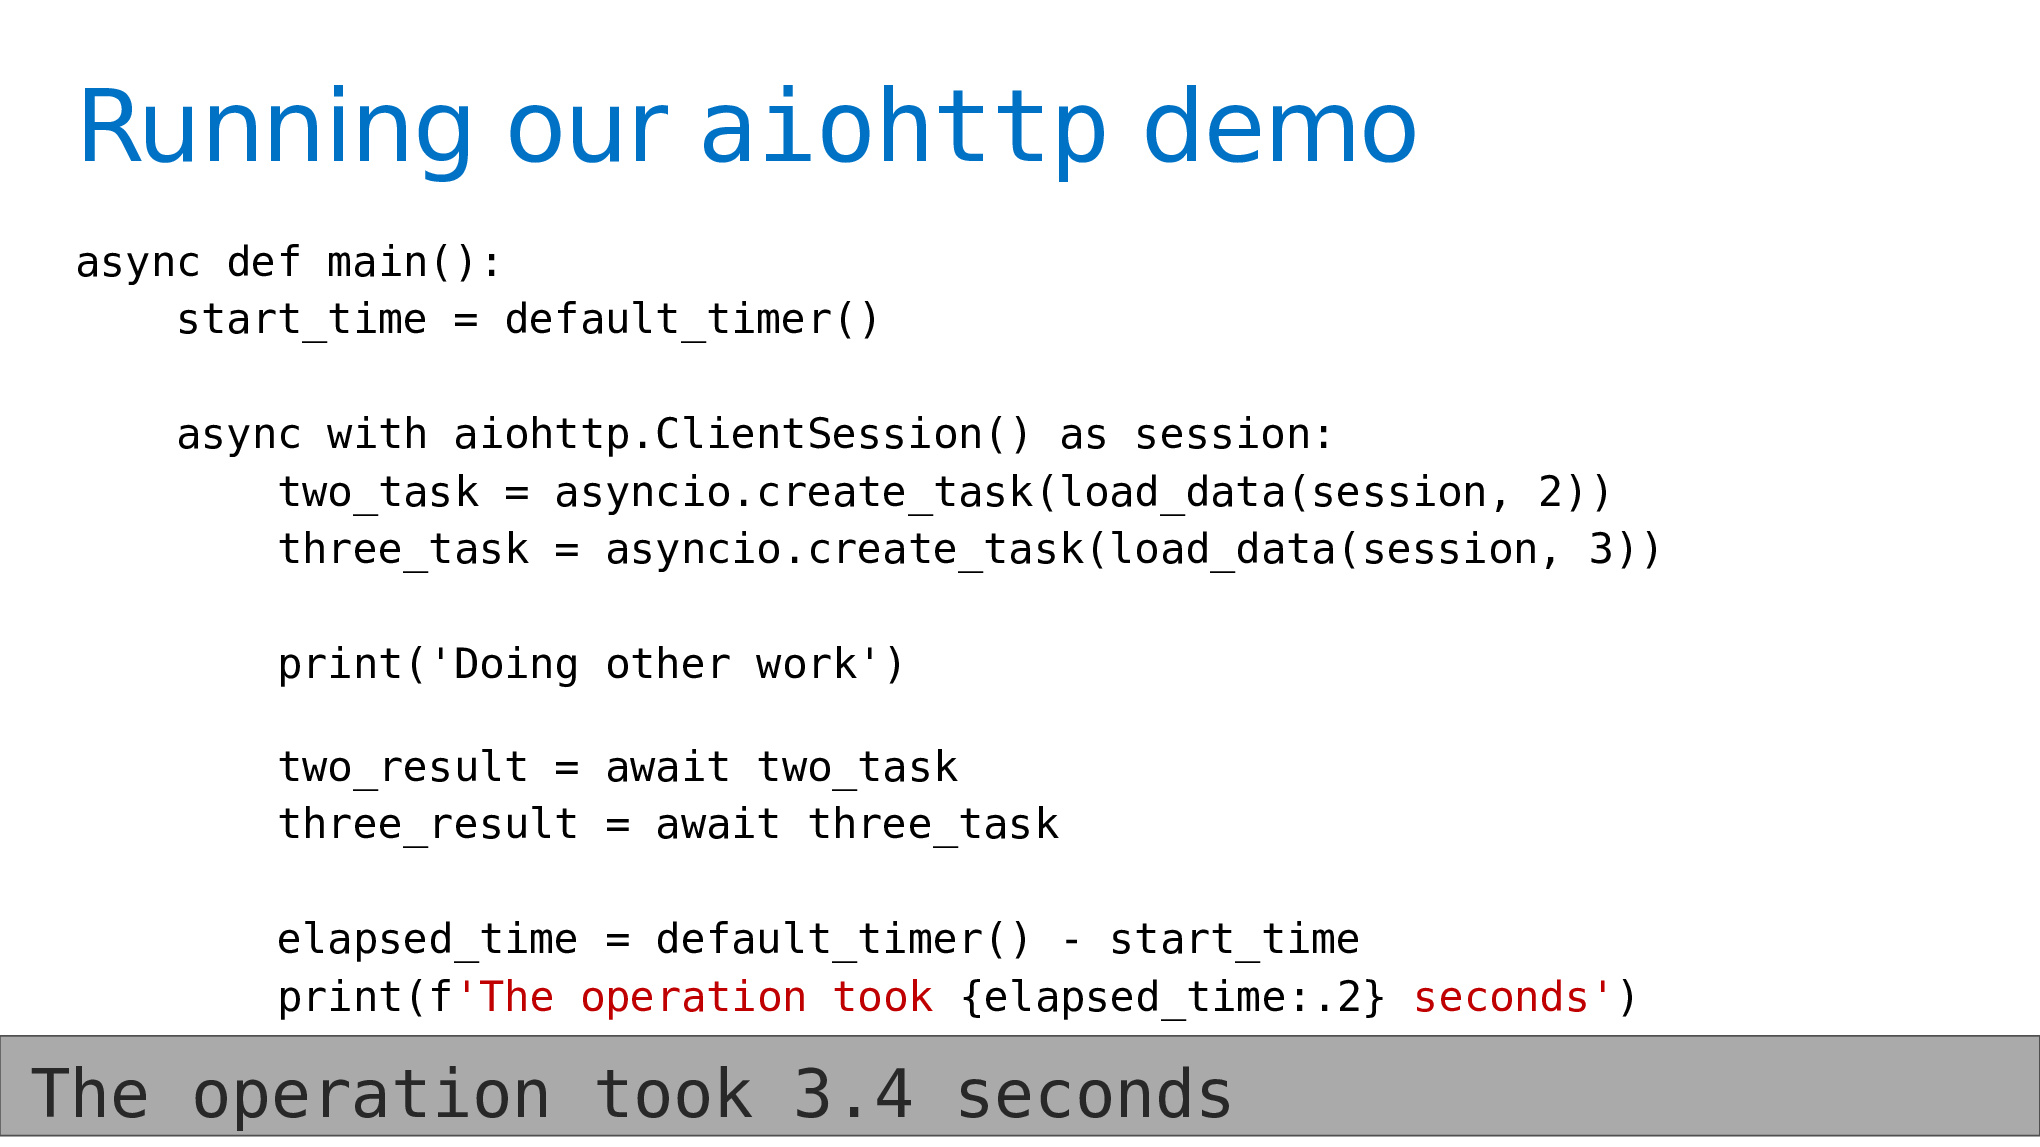 Running our aiohttp demo
async def main():
    start_time = default_timer()
    async with aiohttp.ClientSession() as session:
        two_task = asyncio.create_task(load_data(session, 2))
        three_task = asyncio.create_task(load_data(session, 3))
        print('Doing other work')
        two_result = await two_task
        three_result = await three_task
        elapsed_time = default_timer() - start_time
        print(f'The operation took {elapsed_time:.2} seconds')
The operation took 3.4 seconds